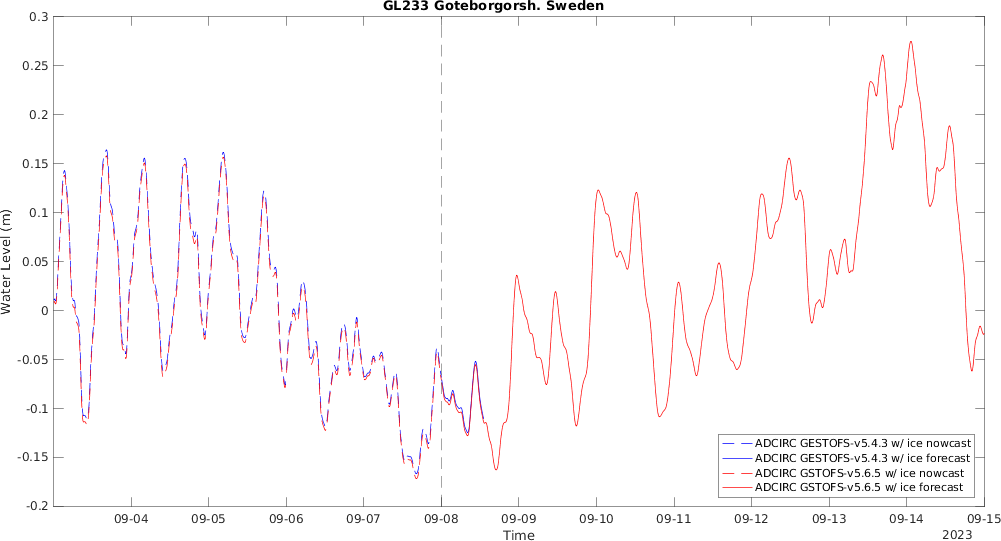 GL233 Goteborgorsh. Sweden
0.3
0.25
0.2
0.15
0.1
0.05
0
-0.05
-0.1
-0.15
-0.2
Water Level (m)
09-04 09-05 09-06 09-07 09-08 09-09 09-10 09-11 09-12 09-13 09-14 09-15
Time
2023
ADCIRC GESTOFS-v5.4.3 w/ ice nowcast
ADCIRC GESTOFS-v5.4.3 w/ ice forecast
ADCIRC GSTOFS-v5.6.5 w/ ice nowcast
ADCIRC GSTOFS-v5.6.5 w/ ice forecast